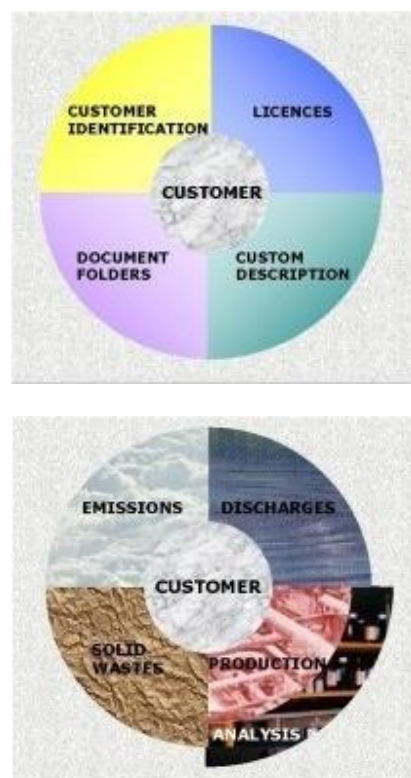 CUSTOMER
IDENTIFICATION
LICENCES
CUSTOMER
DOCUMENT
FOLDERS
CUSTOM
DESCRIPTION
EMISSIONS
DISCHARGES
CUSTOMER
SOLID
WASTES
PRODUCTION
ANALYSIS